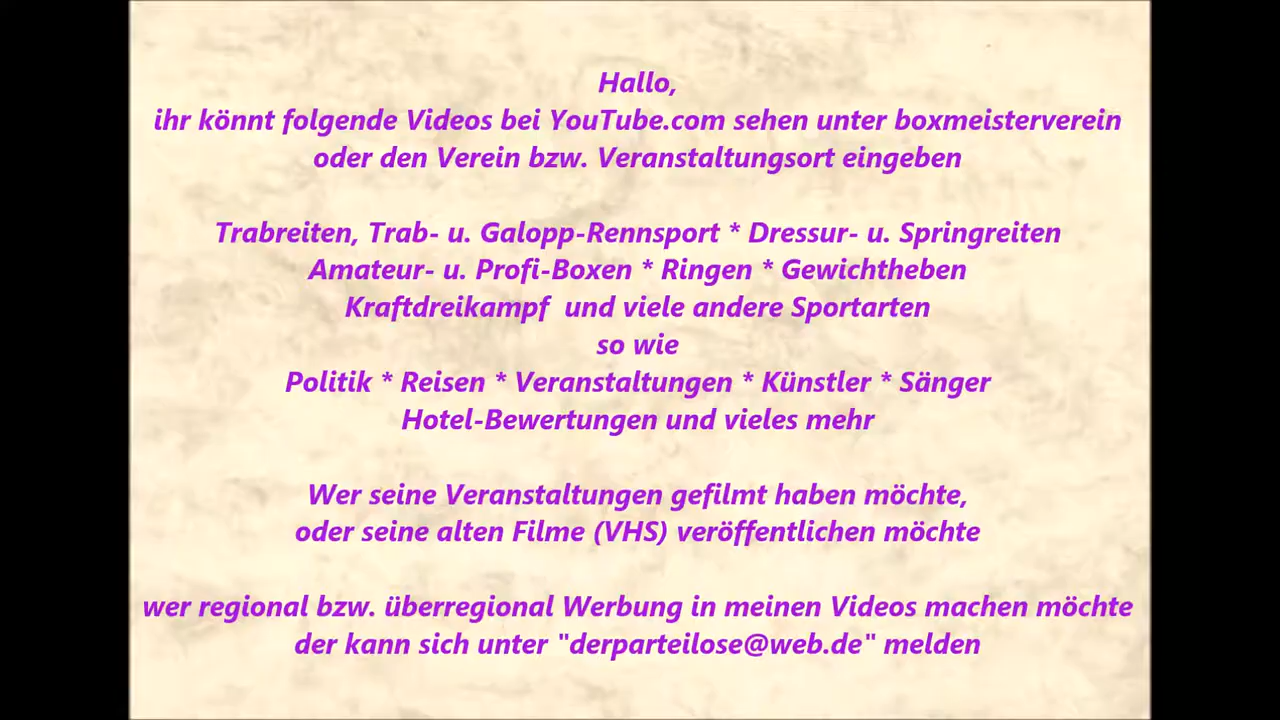 Hallo,
ihr könnt folgende Videos bei YouTube.com sehen unter boxmeisterverein
oder den Verein bzw. Veranstaltungsort eingeben
Trabreiten, Trab- u. Galopp-Rennsport * Dressur- u. Springreiten
Amateur- u. Profi-Boxen * Ringen * Gewichtheben
Kraftdreikampf  und viele andere Sportarten
so wie
Politik * Reisen * Veranstaltungen * Künstler * Sänger
Hotel-Bewertungen und vieles mehr
Wer seine Veranstaltungen gefilmt haben möchte,
oder seine alten Filme (VHS) veröffentlichen möchte
wer regional bzw. überregional Werbung in meinen Videos machen möchte
der kann sich unter "derparteilose@web.de" melden